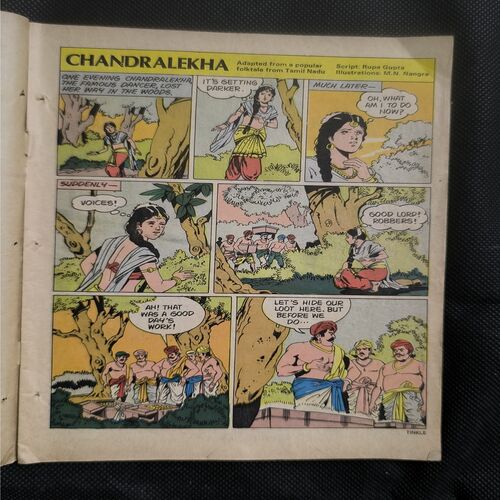 CHANDRALEKHA
Adapted from a popular
folktale from Tamil Nadu
Script: Rupa Gupta
Illustrations: M.N. Nangre
ONE EVENING CHANDRALEKHA,
THE FAMOUS DANCER, LOST
HER WAY IN THE WOODS.
IT'S GETTING
DARKER.
MUCH LATER—
OH, WHAT
AM I TO DO
NOW?
SUDDENLY—
VOICES!
GOOD LORD!
ROBBERS!
AH! THAT
WAS A GOOD
DAY'S
WORK!
LET'S HIDE OUR
LOOT HERE. BUT
BEFORE WE
DO...
TINKLE